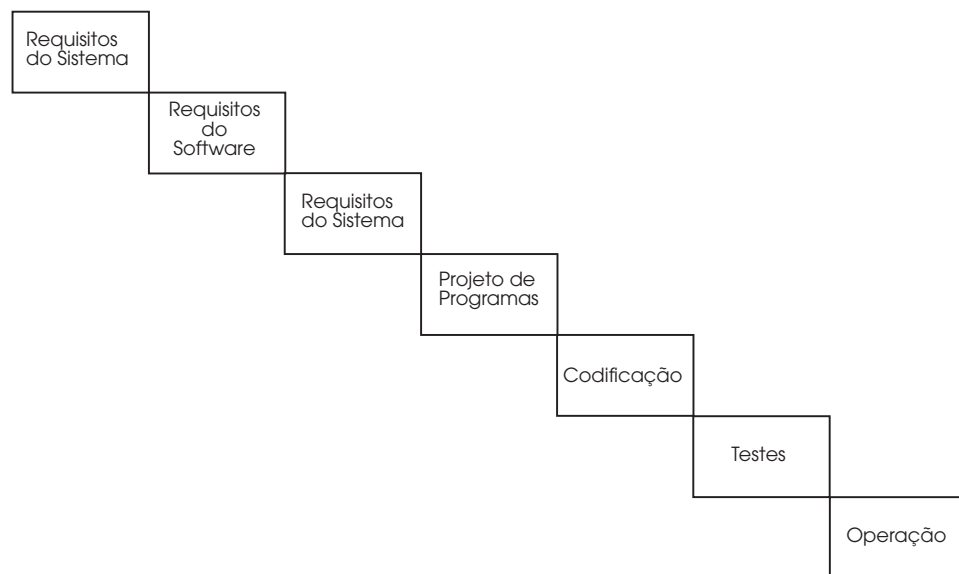 Requisitos
do Sistema
Requisitos
do
Software
Requisitos
do Sistema
Projeto de
Programas
Codificação
Testes
Operação